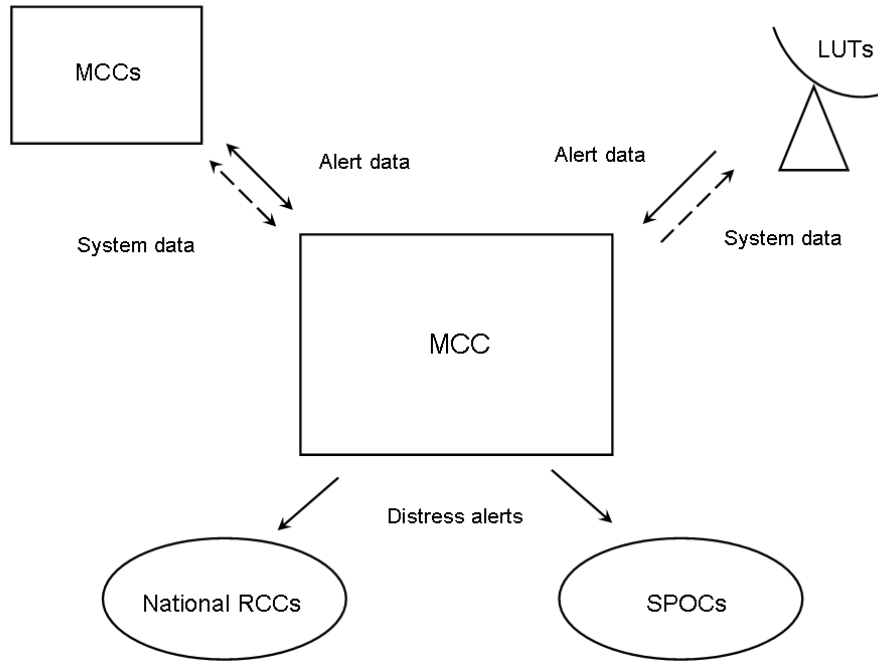 MCCs
LUTs
Alert data
Alert data
System data
System data
MCC
Distress alerts
National RCCs
SPOCs